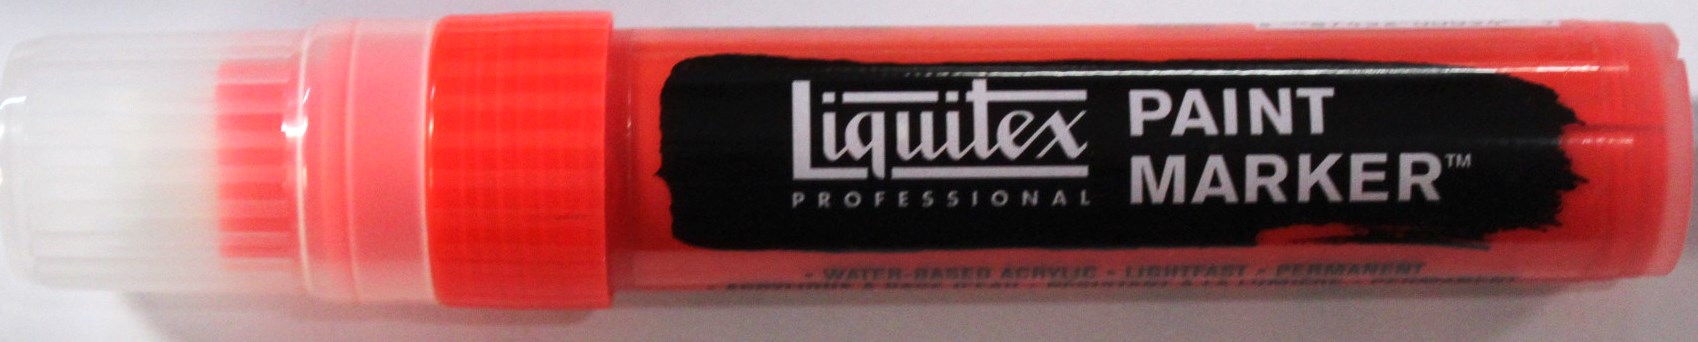 Liquitex
PROFESSIONAL
PAINT
MARKER™
• WATER-BASED ACRYLIC • LIGHTFAST • PERMANENT